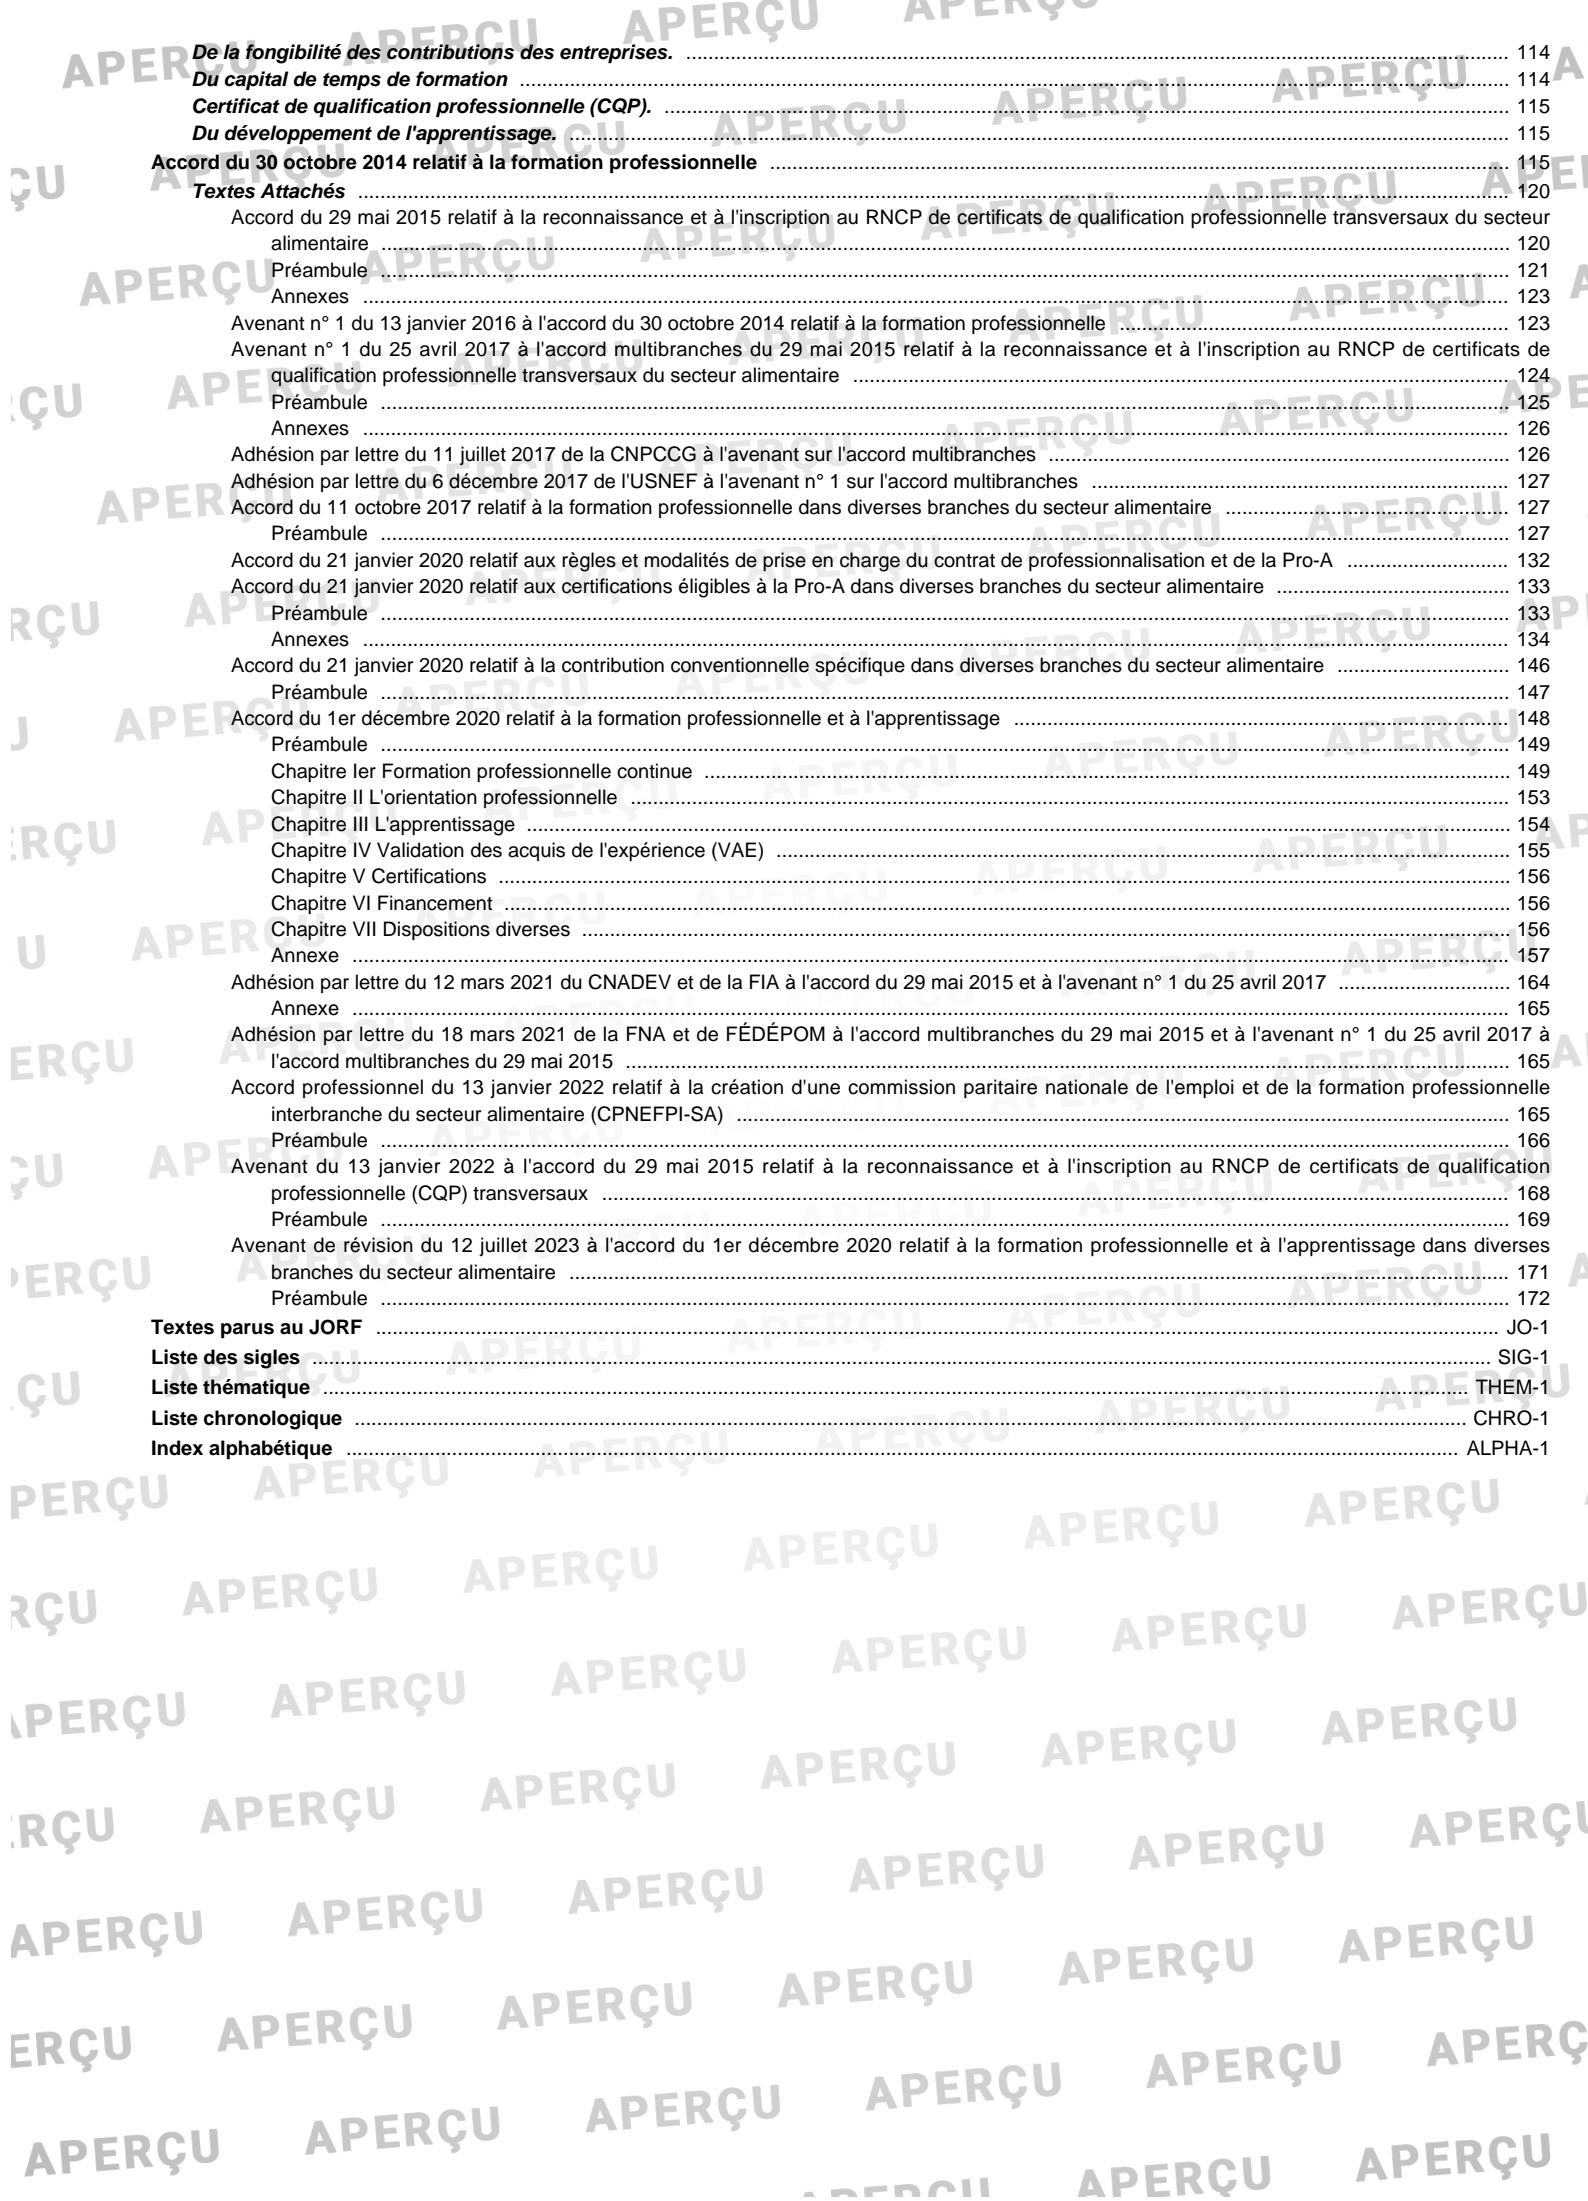 De la fongibilité des contributions des entreprises. 114
Du capital de temps de formation 114
Certificat de qualification professionnelle (CQP). 115
Du développement de l'apprentissage. 115
Accord du 30 octobre 2014 relatif à la formation professionnelle 115
Textes Attachés 120
Accord du 29 mai 2015 relatif à la reconnaissance et à l'inscription au RNCP de certificats de qualification professionnelle transversaux du secteur
alimentaire 120
Préambule 121
Annexes 123
Avenant n° 1 du 13 janvier 2016 à l'accord du 30 octobre 2014 relatif à la formation professionnelle 123
Avenant n° 1 du 25 avril 2017 à l'accord multibranches du 29 mai 2015 relatif à la reconnaissance et à l'inscription au RNCP de certificats de
qualification professionnelle transversaux du secteur alimentaire 124
Préambule 125
Annexes 126
Adhésion par lettre du 11 juillet 2017 de la CNPCCG à l'avenant sur l'accord multibranches 126
Adhésion par lettre du 6 décembre 2017 de l'USNEF à l'avenant n° 1 sur l'accord multibranches 127
Accord du 11 octobre 2017 relatif à la formation professionnelle dans diverses branches du secteur alimentaire 127
Préambule 127
Accord du 21 janvier 2020 relatif aux règles et modalités de prise en charge du contrat de professionnalisation et de la Pro-A 132
Accord du 21 janvier 2020 relatif aux certifications éligibles à la Pro-A dans diverses branches du secteur alimentaire 133
Préambule 133
Annexes 134
Accord du 21 janvier 2020 relatif à la contribution conventionnelle spécifique dans diverses branches du secteur alimentaire 146
Préambule 147
Accord du 1er décembre 2020 relatif à la formation professionnelle et à l'apprentissage 148
Préambule 149
Chapitre Ier Formation professionnelle continue 149
Chapitre II L'orientation professionnelle 153
Chapitre III L'apprentissage 154
Chapitre IV Validation des acquis de l'expérience (VAE) 155
Chapitre V Certifications 156
Chapitre VI Financement 156
Chapitre VII Dispositions diverses 156
Annexe 157
Adhésion par lettre du 12 mars 2021 du CNADEV et de la FIA à l'accord du 29 mai 2015 et à l'avenant n° 1 du 25 avril 2017 164
Annexe 165
Adhésion par lettre du 18 mars 2021 de la FNA et de FÉDÉPOM à l'accord multibranches du 29 mai 2015 et à l'avenant n° 1 du 25 avril 2017 à
l'accord multibranches du 29 mai 2015 165
Accord professionnel du 13 janvier 2022 relatif à la création d'une commission paritaire nationale de l'emploi et de la formation professionnelle
interbranche du secteur alimentaire (CPNEFPI-SA) 165
Préambule 166
Avenant du 13 janvier 2022 à l'accord du 29 mai 2015 relatif à la reconnaissance et à l'inscription au RNCP de certificats de qualification
professionnelle (CQP) transversaux 168
Préambule 169
Avenant de révision du 12 juillet 2023 à l'accord du 1er décembre 2020 relatif à la formation professionnelle et à l'apprentissage dans diverses
branches du secteur alimentaire 171
Préambule 172
Textes parus au JORF JO-1
Liste des sigles SIG-1
Liste thématique THEM-1
Liste chronologique CHRO-1
Index alphabétique ALPHA-1
APERÇU